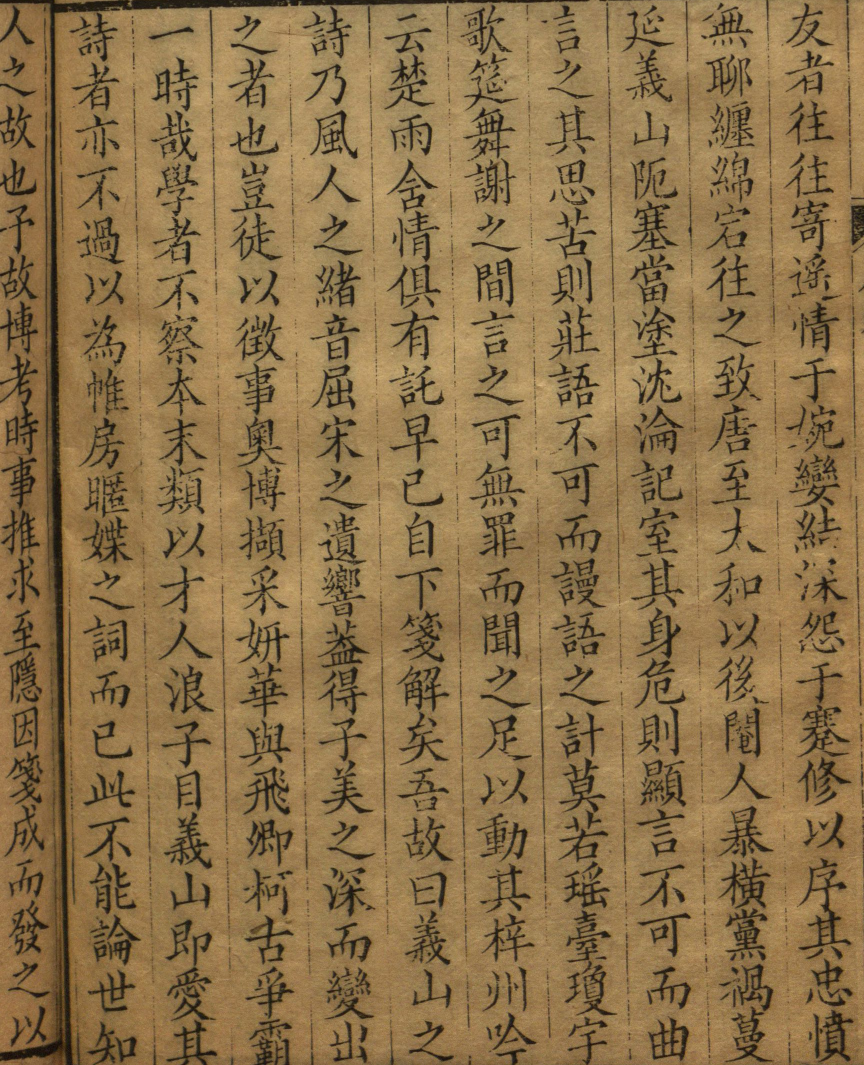 友者往往寄遥情于婉孌結深怨于蹇修以序其忠憤
無聊纏綿宕往之致唐至太和以後閹人暴橫黨禍蔓
延義山阨塞當塗沈淪記室其身危則顯言不可而曲
言之其思苦則莊語不可而謾語之計莫若瑶臺瓊宇
歌筵舞謝之間言之可無罪而聞之足以動其梓州吟
云楚雨含情俱有託早已自下箋解矣吾故曰義山之
詩乃風人之緒音屈宋之遺響葢得子美之深而變出
之者也豈徒以徵事奧博擷采妍華與飛卿柯古爭霸
一時哉學者不察本末類以才人浪子目義山即愛其
詩者亦不過以為帷房暱媟之詞而已此不能論世知
人之故也予故博考時事推求至隱因箋成而發之以